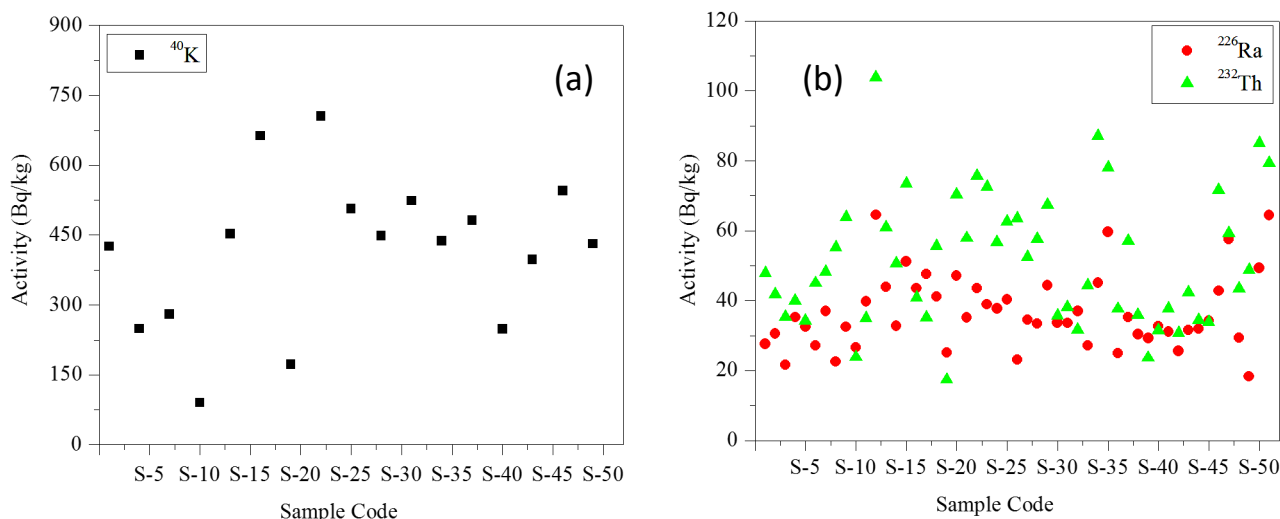 900
750
600
450
300
150
0
Activity (Bq/kg)
⁴⁰K
(a)
S-5 S-10 S-15 S-20 S-25 S-30 S-35 S-40 S-45 S-50
Sample Code
120
100
80
60
40
20
0
Activity (Bq/kg)
(b)
²²⁶Ra
²³²Th
S-5 S-10 S-15 S-20 S-25 S-30 S-35 S-40 S-45 S-50
Sample Code